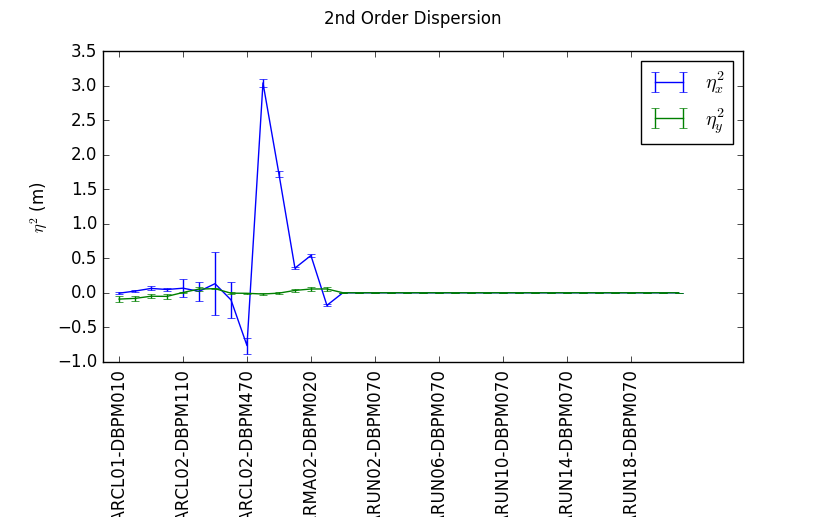 2nd Order Dispersion
η² (m)
3.5
3.0
2.5
2.0
1.5
1.0
0.5
0.0
−0.5
−1.0
η²ₓ
η²ᵧ
ARCL01-DBPM010
ARCL02-DBPM110
ARCL02-DBPM470
RMA02-DBPM020
RUN02-DBPM070
RUN06-DBPM070
RUN10-DBPM070
RUN14-DBPM070
RUN18-DBPM070